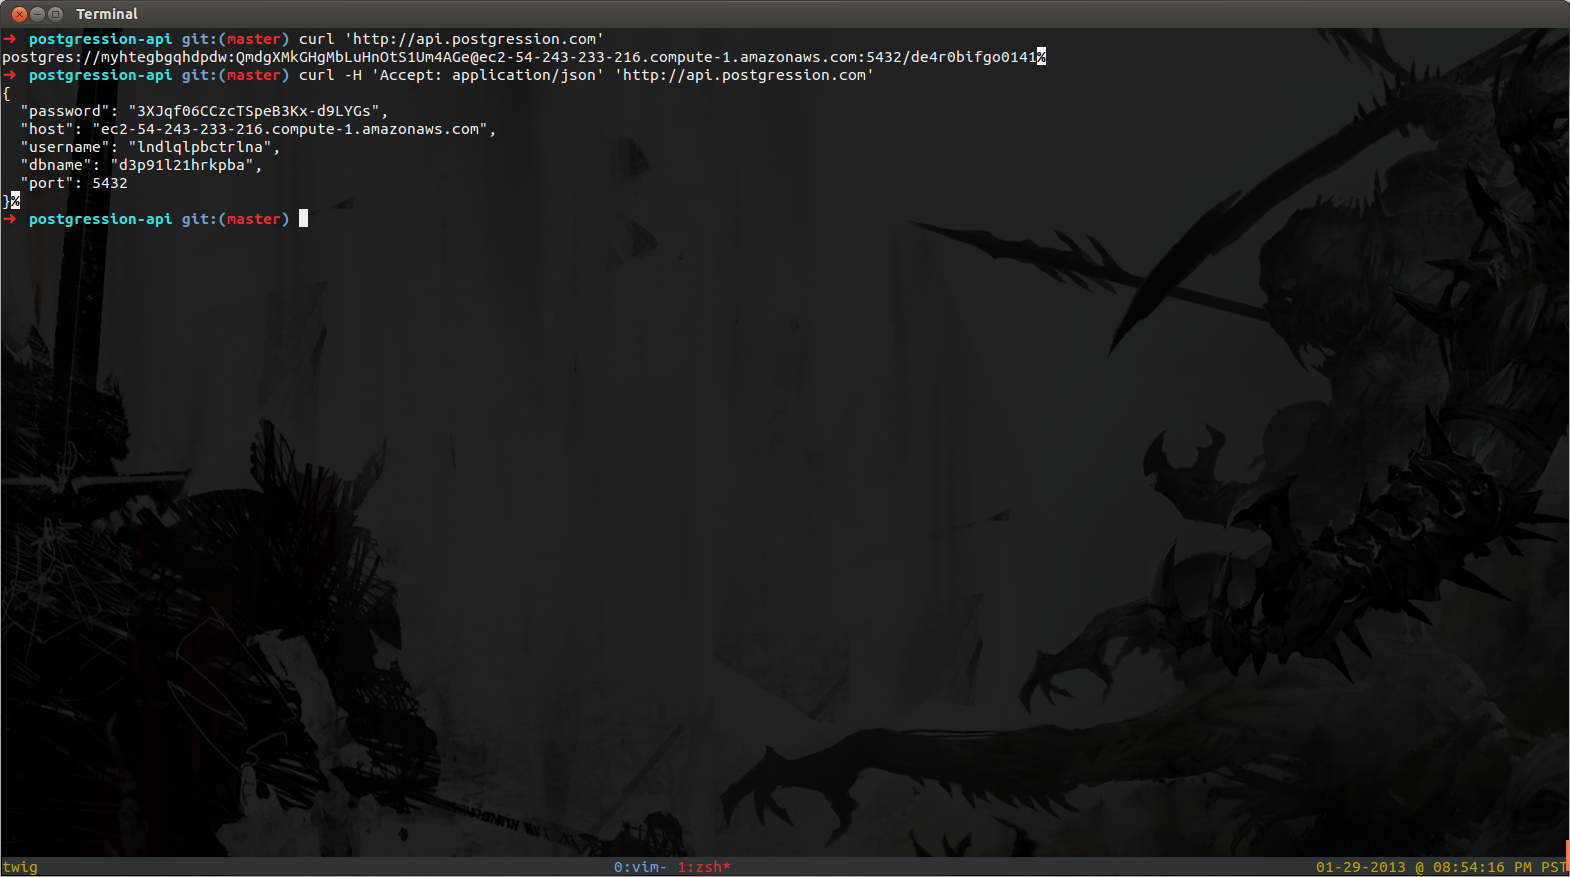 Terminal
➜ postgression-api git:(master) curl 'http://api.postgression.com'
postgres://myhtegbgqhdpdw:QmdgXMkGHgMbLuHnOtS1Um4AGe@ec2-54-243-233-216.compute-1.amazonaws.com:5432/de4r0bifgo0141%
➜ postgression-api git:(master) curl -H 'Accept: application/json' 'http://api.postgression.com'
{
  "password": "3XJqf06CCzcTSpeB3Kx-d9LYGs",
  "host": "ec2-54-243-233-216.compute-1.amazonaws.com",
  "username": "lndlqlpbctrlna",
  "dbname": "d3p91l21hrkpba",
  "port": 5432
}%
➜ postgression-api git:(master)
twig 0:vim- 1:zsh* 01-29-2013 @ 08:54:16 PM PST